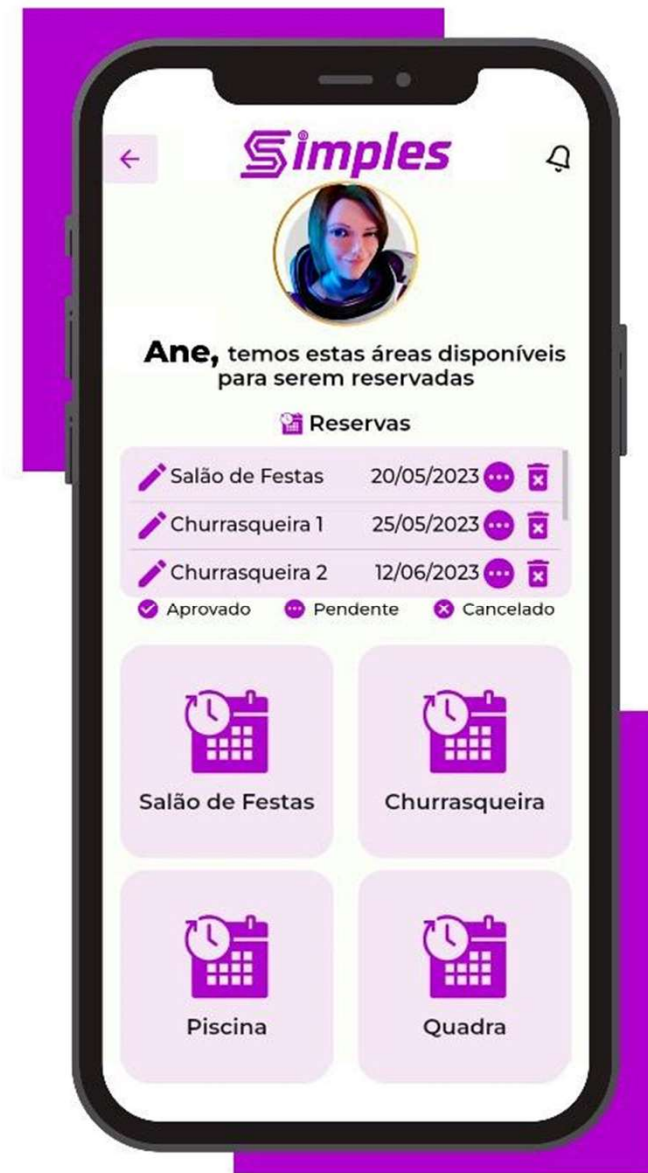 Simples
Ane, temos estas áreas disponíveis
para serem reservadas
Reservas
Salão de Festas 20/05/2023
Churrasqueira 1 25/05/2023
Churrasqueira 2 12/06/2023
Aprovado Pendente Cancelado
Salão de Festas Churrasqueira
Piscina Quadra